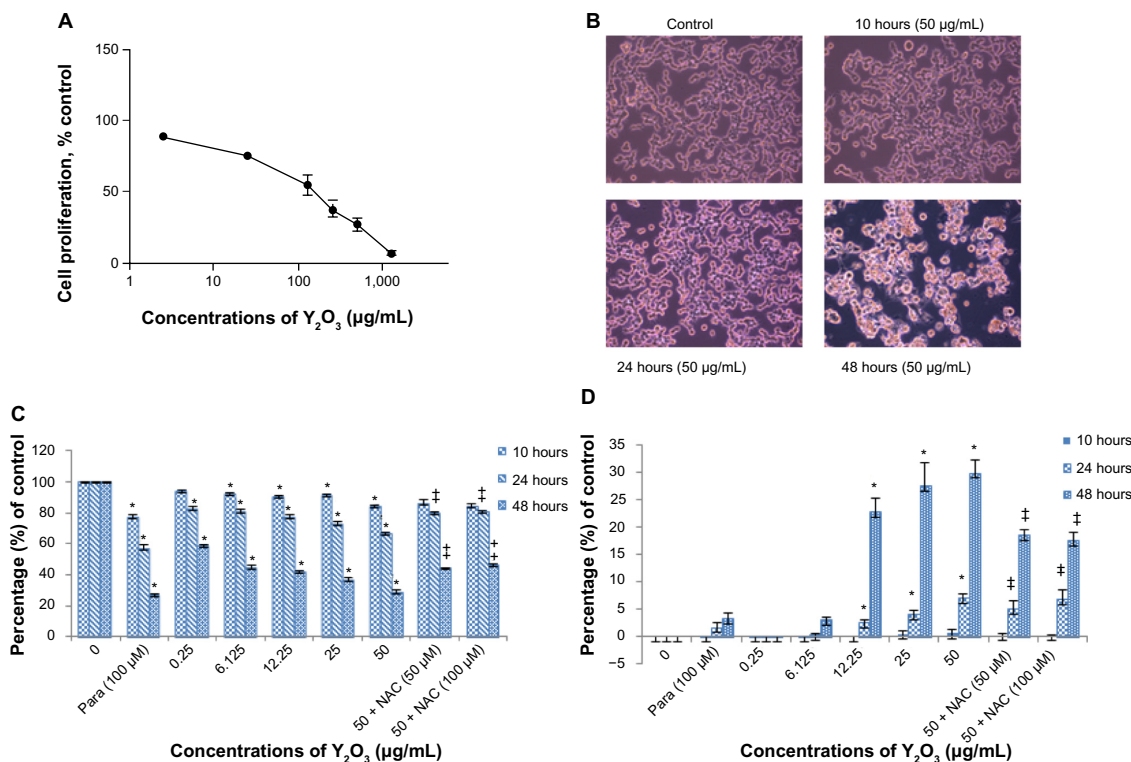 A
Cell proliferation, % control
150
100
50
0
1
10
100
1,000
Concentrations of Y₂O₃ (µg/mL)
B
Control
10 hours (50 µg/mL)
24 hours (50 µg/mL)
48 hours (50 µg/mL)
C
Percentage (%) of control
120
100
80
60
40
20
0
10 hours
24 hours
48 hours
* * *
* *
* * *
* * *
* * *
* * *
‡ ‡
‡ ‡
0
Para (100 µM)
0.25
6.125
12.25
25
50
50 + NAC (50 µM)
50 + NAC (100 µM)
Concentrations of Y₂O₃ (µg/mL)
D
Percentage (%) of control
35
30
25
20
15
10
5
0
−5
10 hours
24 hours
48 hours
* *
* *
* *
‡ ‡
‡ ‡
0
Para (100 µM)
0.25
6.125
12.25
25
50
50 + NAC (50 µM)
50 + NAC (100 µM)
Concentrations of Y₂O₃ (µg/mL)